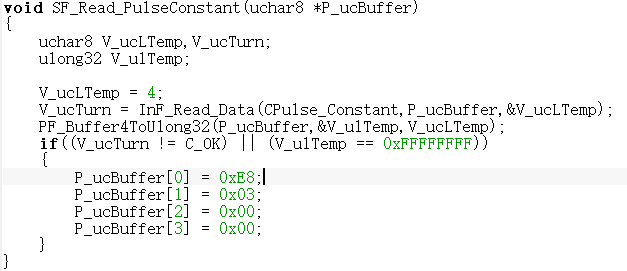 void SF_Read_PulseConstant(uchar8 *P_ucBuffer)
{
uchar8 V_ucLTemp,V_ucTurn;
ulong32 V_ulTemp;
V_ucLTemp = 4;
V_ucTurn = InF_Read_Data(CPulse_Constant,P_ucBuffer,&V_ucLTemp);
PF_Buffer4ToUlong32(P_ucBuffer,&V_ulTemp,V_ucLTemp);
if((V_ucTurn != C_OK) || (V_ulTemp == 0xFFFFFFFF))
{
P_ucBuffer[0] = 0xE8;
P_ucBuffer[1] = 0x03;
P_ucBuffer[2] = 0x00;
P_ucBuffer[3] = 0x00;
}
}